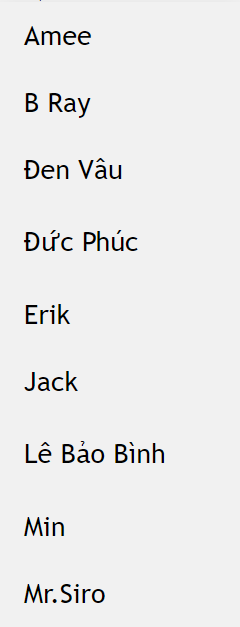 Amee
B Ray
Đen Vâu
Đức Phúc
Erik
Jack
Lê Bảo Bình
Min
Mr.Siro